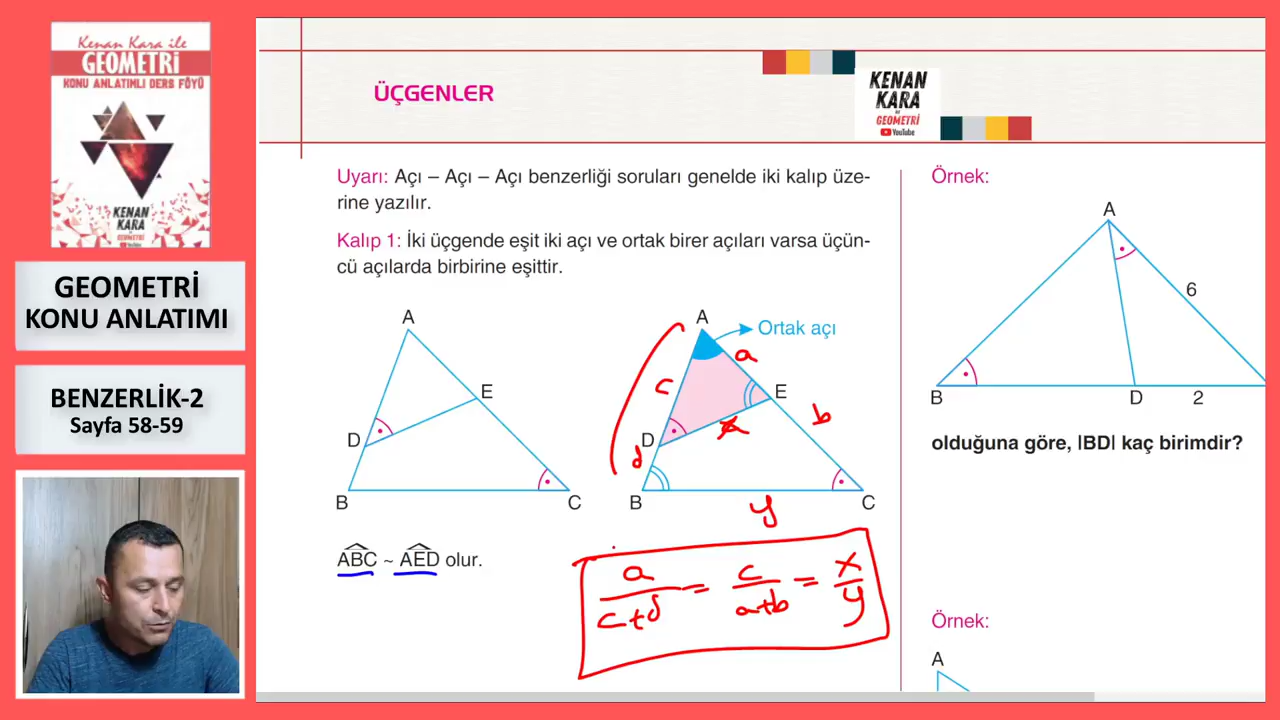 Kenan Kara ile
GEOMETRİ
KONU ANLATIMLI DERS FÖYÜ
KENAN
KARA
YouTube
GEOMETRİ
KONU ANLATIMI
BENZERLİK-2
Sayfa 58-59
ÜÇGENLER
KENAN
KARA
ile
GEOMETRİ
YouTube
Uyarı: Açı – Açı – Açı benzerliği soruları genelde iki kalıp üze-
rine yazılır.
Kalıp 1: İki üçgende eşit iki açı ve ortak birer açıları varsa üçün-
cü açılarda birbirine eşittir.
A
E
D
B
C
A
Ortak açı
a
c
E
b
D
x
d
B
C
y
ABC ~ AED olur.
a/(c+d) = c/(a+b) = x/y
Örnek:
A
6
B
D
2
olduğuna göre, |BD| kaç birimdir?
Örnek:
A